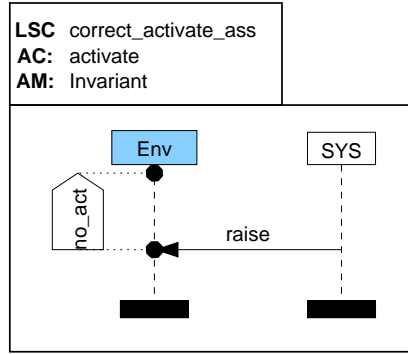 LSC correct_activate_ass
AC: activate
AM: Invariant
Env
SYS
no_act
raise